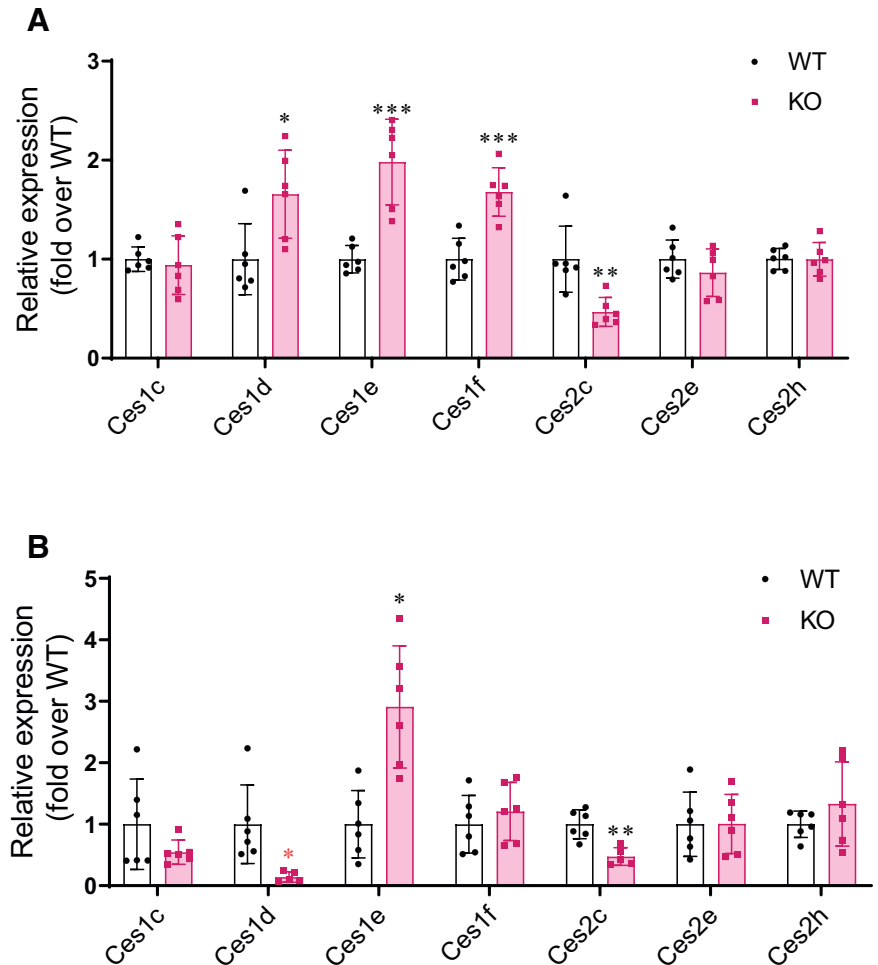 A
Relative expression
(fold over WT)
3
2
1
0
WT
KO
*
***
***
**
Ces1c
Ces1d
Ces1e
Ces1f
Ces2c
Ces2e
Ces2h
B
Relative expression
(fold over WT)
5
4
3
2
1
0
WT
KO
*
*
**
Ces1c
Ces1d
Ces1e
Ces1f
Ces2c
Ces2e
Ces2h